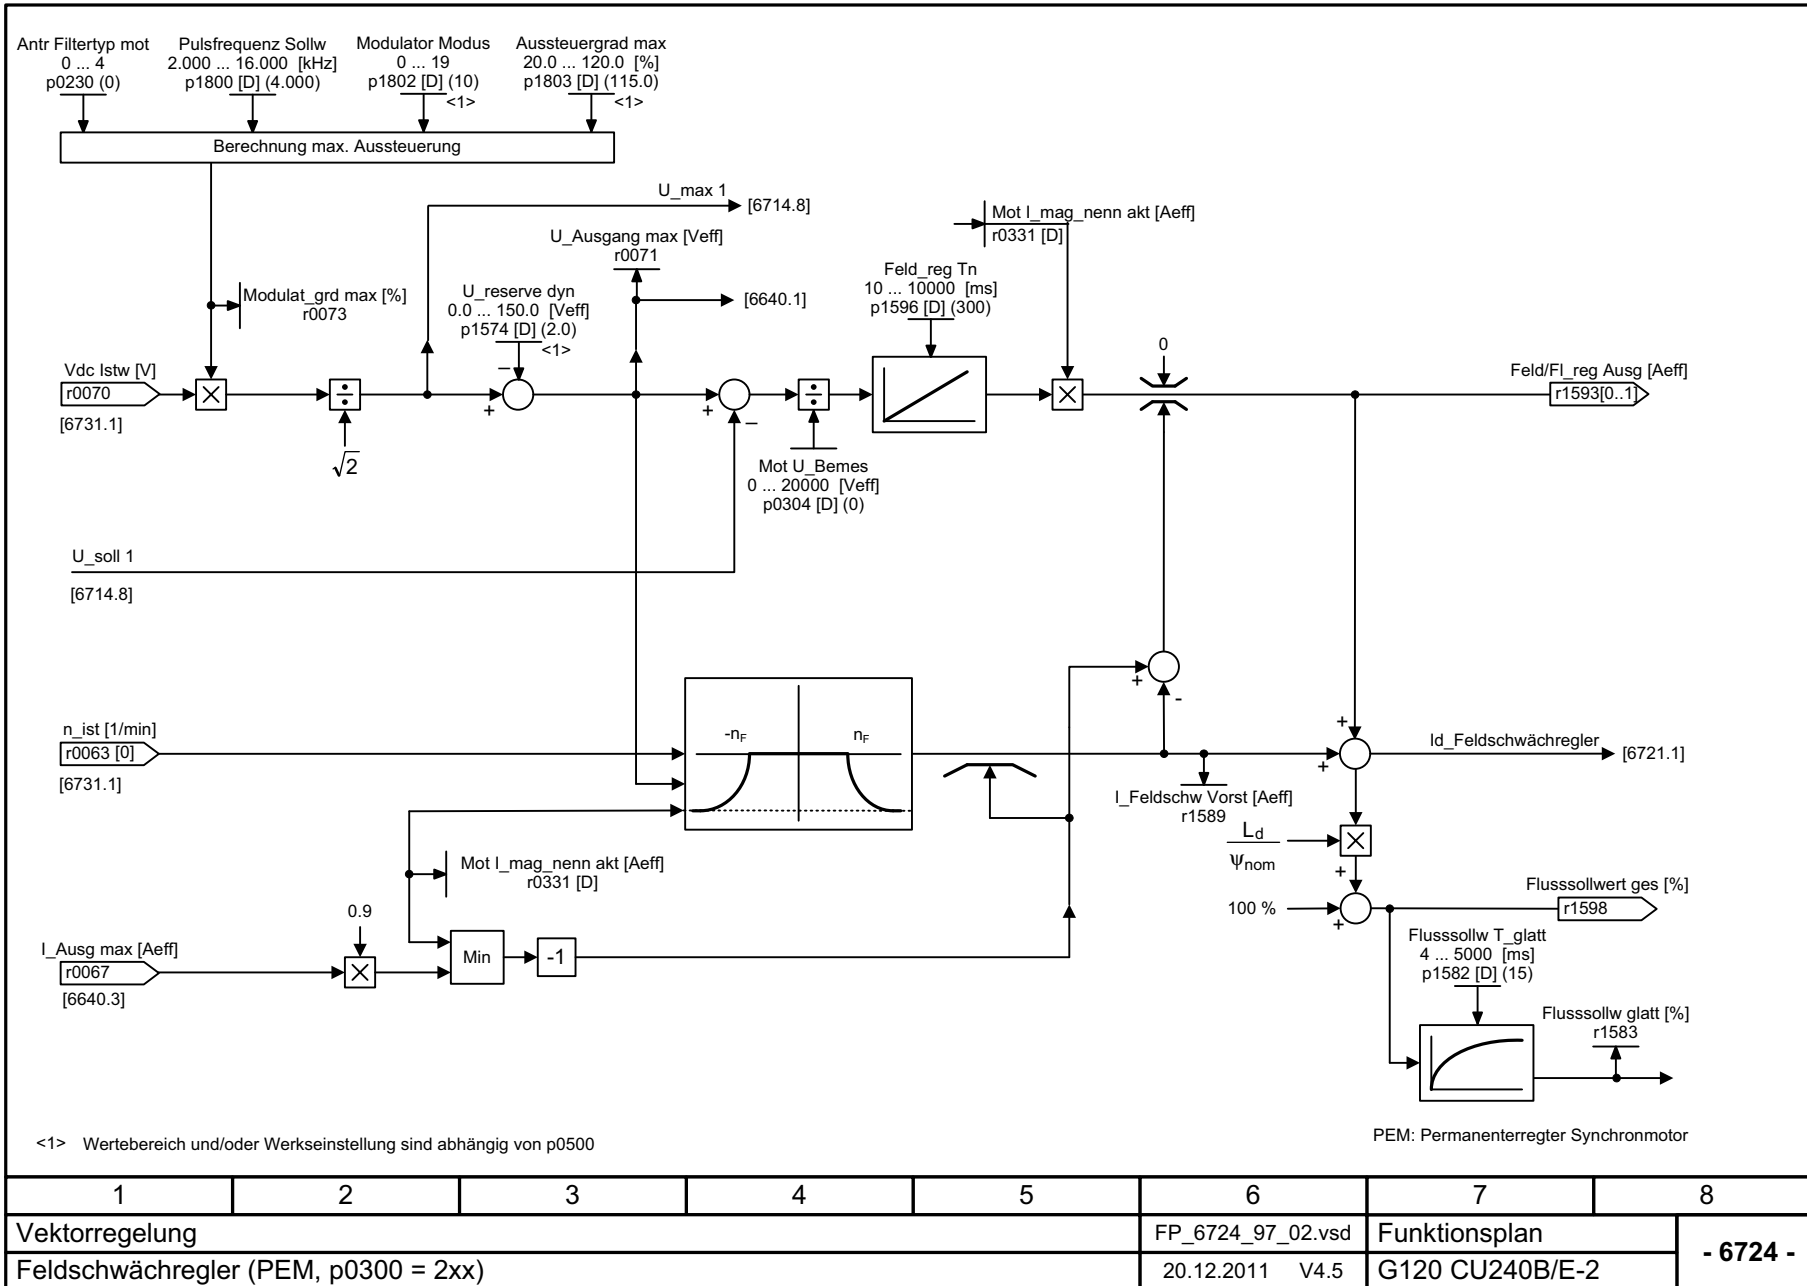 Antr Filtertyp mot
0 ... 4
p0230 (0)
Pulsfrequenz Sollw
2.000 ... 16.000 [kHz]
p1800 [D] (4.000)
Modulator Modus
0 ... 19
p1802 [D] (10)
<1>
Aussteuergrad max
20.0 ... 120.0 [%]
p1803 [D] (115.0)
<1>
Berechnung max. Aussteuerung
U_max 1
[6714.8]
U_Ausgang max [Veff]
r0071
[6640.1]
Mot I_mag_nenn akt [Aeff]
r0331 [D]
Modulat_grd max [%]
r0073
U_reserve dyn
0.0 ... 150.0 [Veff]
p1574 [D] (2.0)
<1>
Feld_reg Tn
10 ... 10000 [ms]
p1596 [D] (300)
0
Vdc Istw [V]
r0070
[6731.1]
×
÷
√2
−
+
+
−
÷
×
Feld/Fl_reg Ausg [Aeff]
r1593[0..1]
Mot U_Bemes
0 ... 20000 [Veff]
p0304 [D] (0)
U_soll 1
[6714.8]
+
-
n_ist [1/min]
r0063 [0]
[6731.1]
-nF
nF
+
+
Id_Feldschwächregler
[6721.1]
I_Feldschw Vorst [Aeff]
r1589
Ld
ψnom
×
+
Mot I_mag_nenn akt [Aeff]
r0331 [D]
100 %
+
Flusssollwert ges [%]
r1598
0.9
I_Ausg max [Aeff]
r0067
[6640.3]
×
Min
-1
Flusssollw T_glatt
4 ... 5000 [ms]
p1582 [D] (15)
Flusssollw glatt [%]
r1583
<1> Wertebereich und/oder Werkseinstellung sind abhängig von p0500
PEM: Permanenterregter Synchronmotor
1 2 3 4 5 6 7 8
Vektorregelung
FP_6724_97_02.vsd
Funktionsplan
- 6724 -
Feldschwächregler (PEM, p0300 = 2xx)
20.12.2011 V4.5
G120 CU240B/E-2